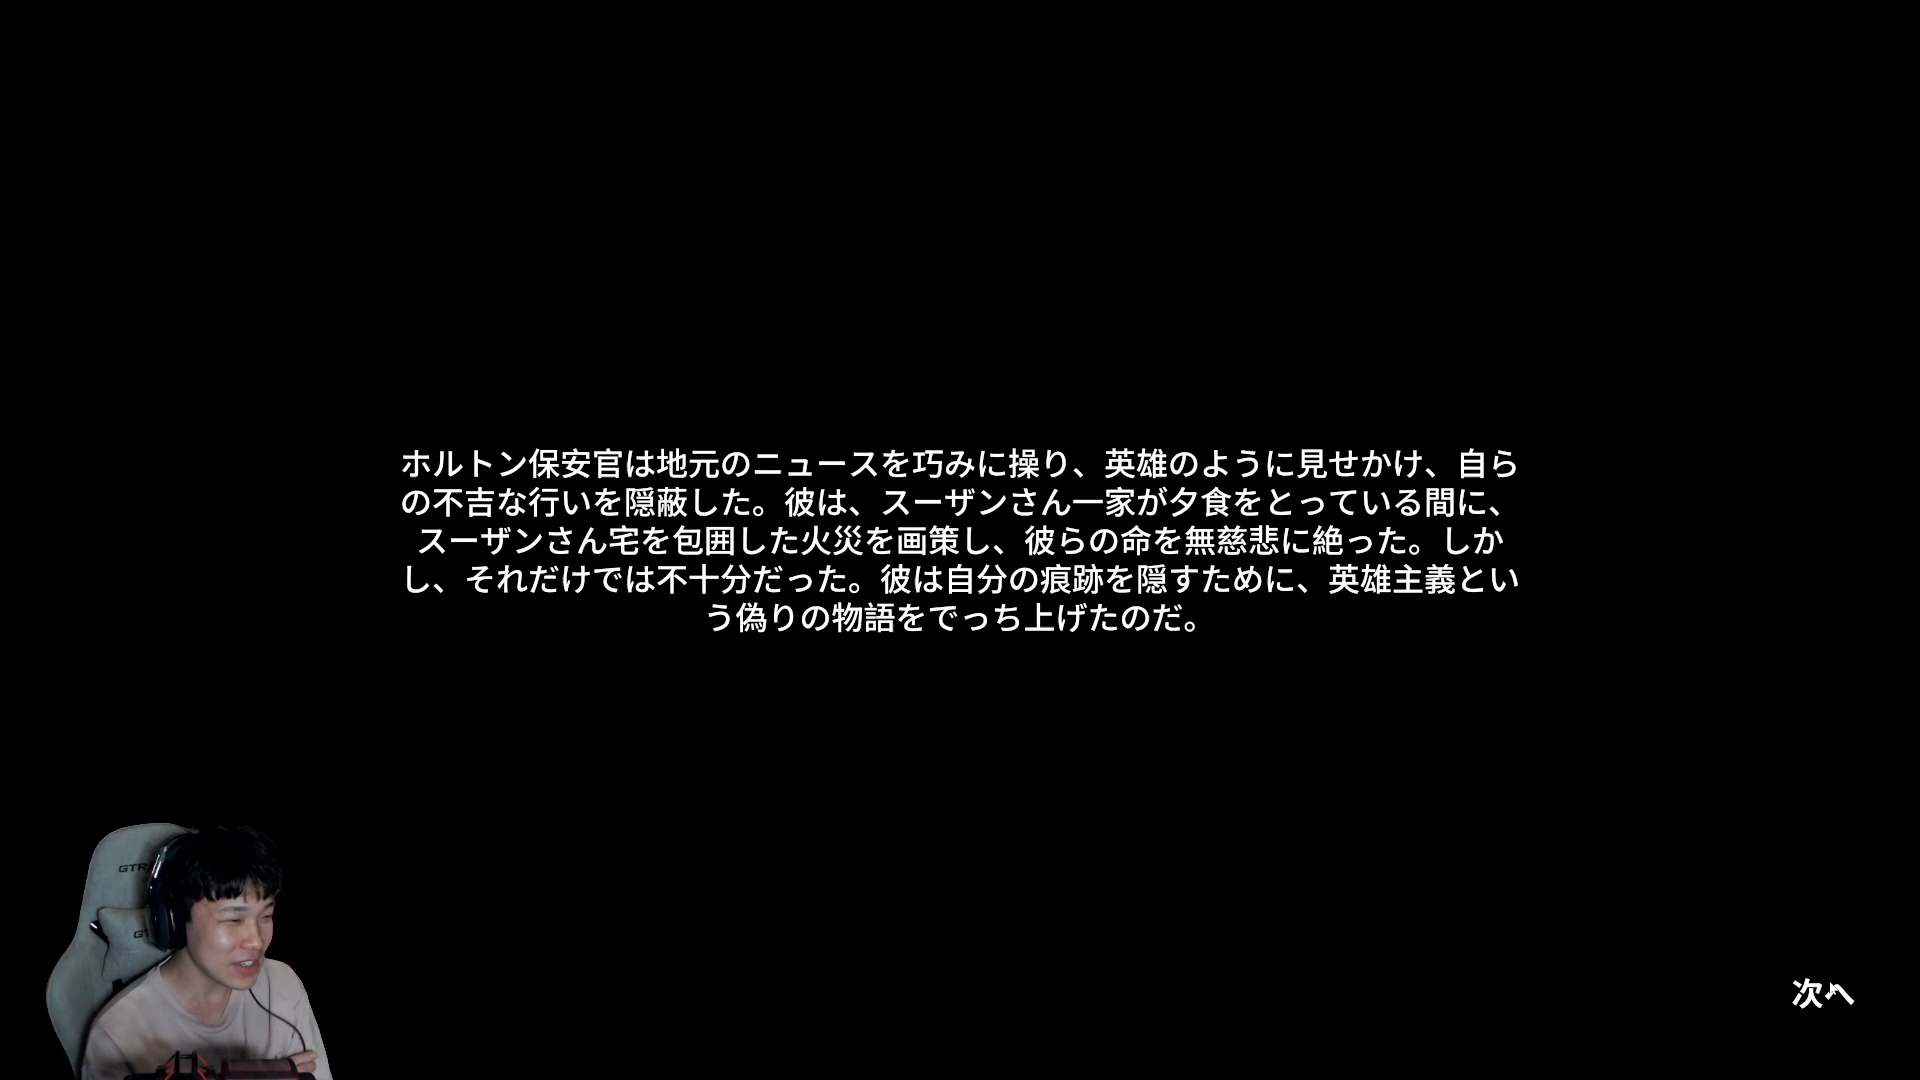 ホルトン保安官は地元のニュースを巧みに操り、英雄のように見せかけ、自ら
の不吉な行いを隠蔽した。彼は、スーザンさん一家が夕食をとっている間に、
スーザンさん宅を包囲した火災を画策し、彼らの命を無慈悲に絶った。しか
し、それだけでは不十分だった。彼は自分の痕跡を隠すために、英雄主義とい
う偽りの物語をでっち上げたのだ。
GTR
次へ